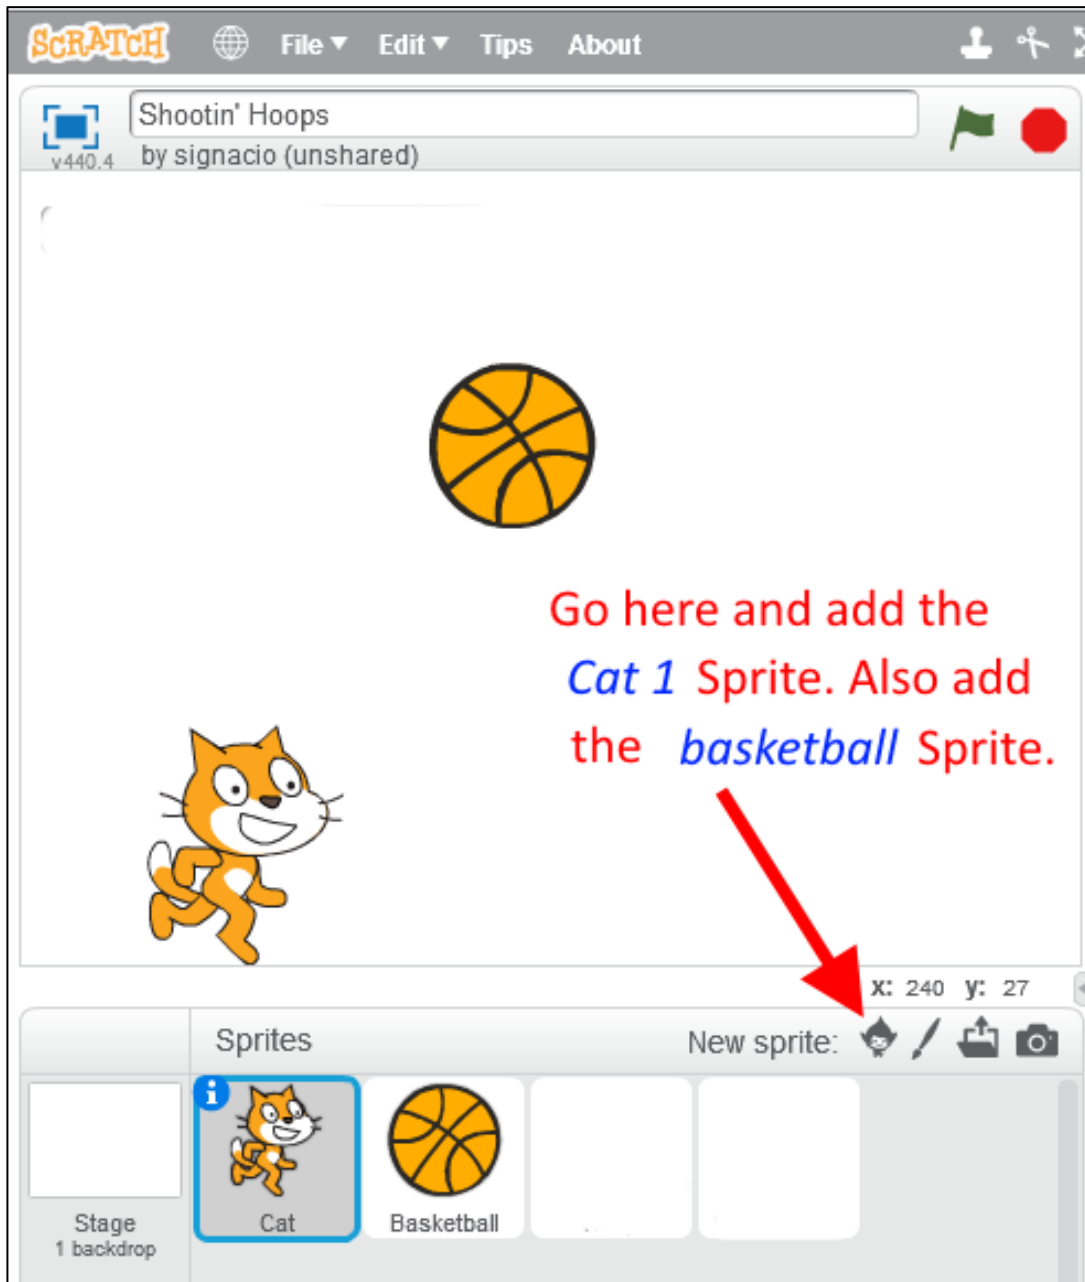 SCRATCH File ▼ Edit ▼ Tips About
Shootin' Hoops
v440.4 by signacio (unshared)
Go here and add the
Cat 1 Sprite. Also add
the basketball Sprite.
x: 240 y: 27
Sprites New sprite:
i
Cat
Basketball
Stage
1 backdrop